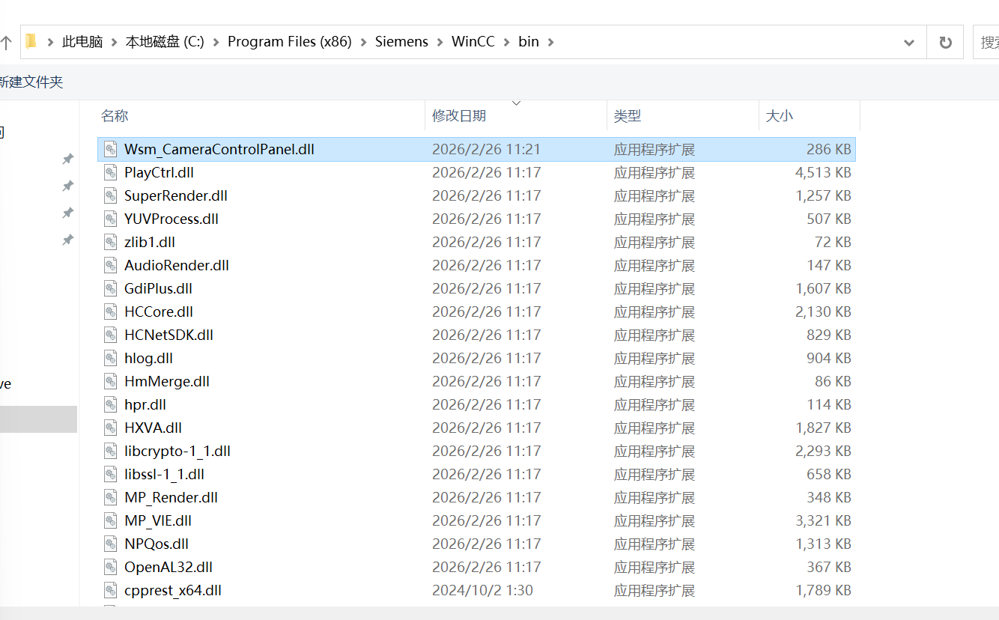 此电脑 > 本地磁盘 (C:) > Program Files (x86) > Siemens > WinCC > bin >
新建文件夹
名称 修改日期 类型 大小
Wsm_CameraControlPanel.dll 2026/2/26 11:21 应用程序扩展 286 KB
PlayCtrl.dll 2026/2/26 11:17 应用程序扩展 4,513 KB
SuperRender.dll 2026/2/26 11:17 应用程序扩展 1,257 KB
YUVProcess.dll 2026/2/26 11:17 应用程序扩展 507 KB
zlib1.dll 2026/2/26 11:17 应用程序扩展 72 KB
AudioRender.dll 2026/2/26 11:17 应用程序扩展 147 KB
GdiPlus.dll 2026/2/26 11:17 应用程序扩展 1,607 KB
HCCore.dll 2026/2/26 11:17 应用程序扩展 2,130 KB
HCNetSDK.dll 2026/2/26 11:17 应用程序扩展 829 KB
hlog.dll 2026/2/26 11:17 应用程序扩展 904 KB
HmMerge.dll 2026/2/26 11:17 应用程序扩展 86 KB
hpr.dll 2026/2/26 11:17 应用程序扩展 114 KB
HXVA.dll 2026/2/26 11:17 应用程序扩展 1,827 KB
libcrypto-1_1.dll 2026/2/26 11:17 应用程序扩展 2,293 KB
libssl-1_1.dll 2026/2/26 11:17 应用程序扩展 658 KB
MP_Render.dll 2026/2/26 11:17 应用程序扩展 348 KB
MP_VIE.dll 2026/2/26 11:17 应用程序扩展 3,321 KB
NPQos.dll 2026/2/26 11:17 应用程序扩展 1,313 KB
OpenAL32.dll 2026/2/26 11:17 应用程序扩展 367 KB
cpprest_x64.dll 2024/10/2 1:30 应用程序扩展 1,789 KB